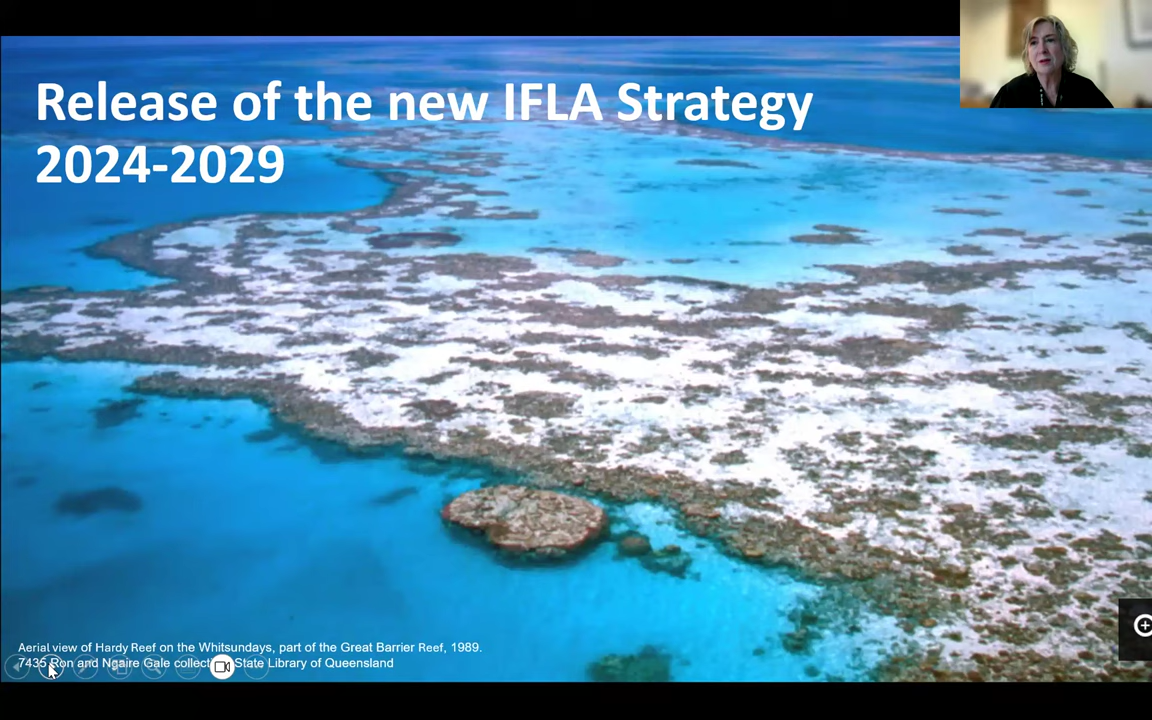 Release of the new IFLA Strategy
2024-2029
Aerial view of Hardy Reef on the Whitsundays, part of the Great Barrier Reef, 1989.
7435 Ron and Ngaire Gale collect State Library of Queensland